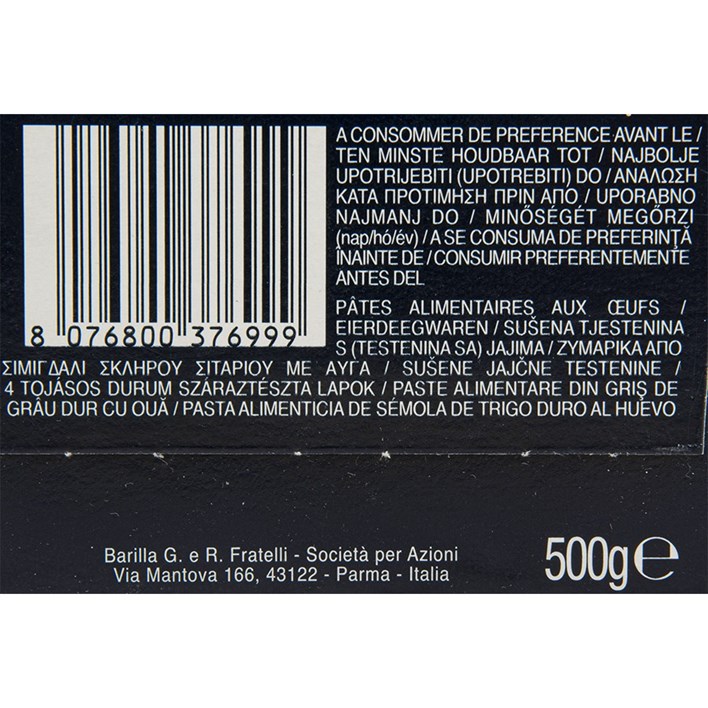 A CONSOMMER DE PREFERENCE AVANT LE /
TEN MINSTE HOUDBAAR TOT / NAJBOLJE
UPOTRIJEBITI (UPOTREBITI) DO / ΑΝΑΛΩΣΗ
ΚΑΤΑ ΠΡΟΤΙΜΗΣΗ ΠΡΙΝ ΑΠΟ / UPORABNO
NAJMANJ DO / MINŐSÉGÉT MEGŐRZI
(nap/hó/év) / A SE CONSUMA DE PREFERINŢĂ
ÎNAINTE DE / CONSUMIR PREFERENTEMENTE
ANTES DEL
8 076800 376999
PÂTES ALIMENTAIRES AUX ŒUFS /
EIERDEEGWAREN / SUŠENA TJESTENINA
S (TESTENINA SA) JAJIMA / ΖΥΜΑΡΙΚΑ ΑΠΟ
ΣΙΜΙΓΔΑΛΙ ΣΚΛΗΡΟΥ ΣΙΤΑΡΙΟΥ ΜΕ ΑΥΓΑ / SUŠENE JAJČNE TESTENINE /
4 TOJÁSOS DURUM SZÁRAZTÉSZTA LAPOK / PASTE ALIMENTARE DIN GRIŞ DE
GRÂU DUR CU OUĂ / PASTA ALIMENTICIA DE SÉMOLA DE TRIGO DURO AL HUEVO
Barilla G. e R. Fratelli - Società per Azioni
Via Mantova 166, 43122 - Parma - Italia
500g℮